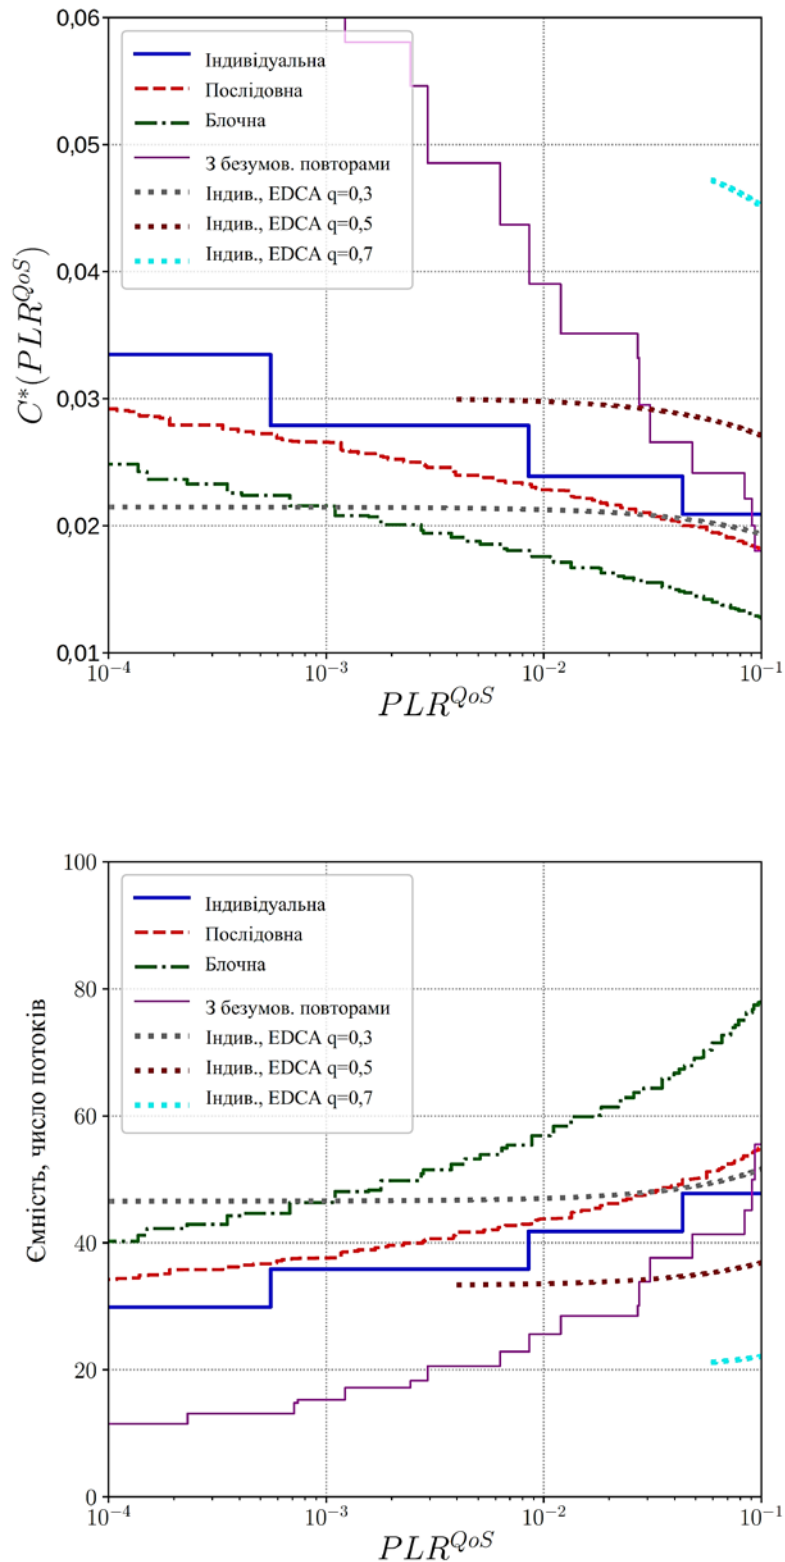 0,06
0,05
0,04
0,03
0,02
0,01
C*(PLR^QoS)
Індивідуальна
Послідовна
Блочна
З безумов. повторами
Індив., EDCA q=0,3
Індив., EDCA q=0,5
Індив., EDCA q=0,7
10⁻⁴ 10⁻³ 10⁻² 10⁻¹
PLR^QoS
100
80
60
40
20
0
Ємність, число потоків
Індивідуальна
Послідовна
Блочна
З безумов. повторами
Індив., EDCA q=0,3
Індив., EDCA q=0,5
Індив., EDCA q=0,7
10⁻⁴ 10⁻³ 10⁻² 10⁻¹
PLR^QoS